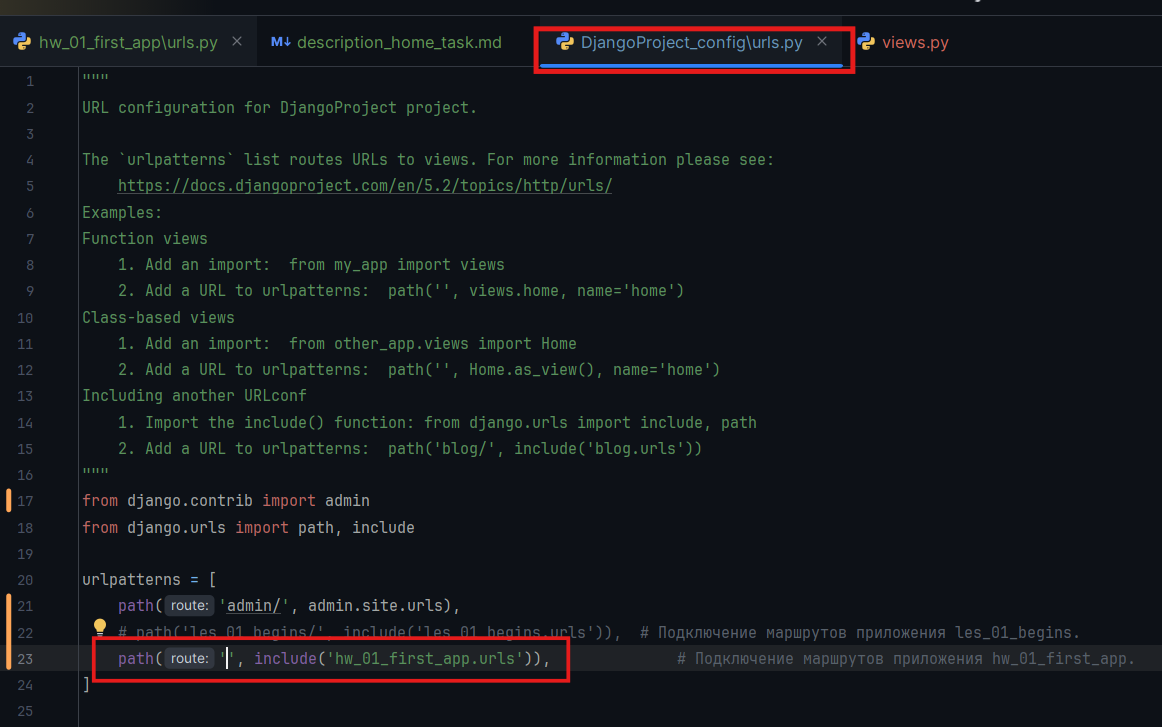 hw_01_first_app\urls.py
description_home_task.md
DjangoProject_config\urls.py
views.py
1 """
2 URL configuration for DjangoProject project.
3
4 The `urlpatterns` list routes URLs to views. For more information please see:
5 https://docs.djangoproject.com/en/5.2/topics/http/urls/
6 Examples:
7 Function views
8 1. Add an import:  from my_app import views
9 2. Add a URL to urlpatterns:  path('', views.home, name='home')
10 Class-based views
11 1. Add an import:  from other_app.views import Home
12 2. Add a URL to urlpatterns:  path('', Home.as_view(), name='home')
13 Including another URLconf
14 1. Import the include() function: from django.urls import include, path
15 2. Add a URL to urlpatterns:  path('blog/', include('blog.urls'))
16 """
17 from django.contrib import admin
18 from django.urls import path, include
19
20 urlpatterns = [
21 path( route: 'admin/', admin.site.urls),
22 # path('les_01_begins/', include('les_01_begins.urls')),  # Подключение маршрутов приложения les_01_begins.
23 path( route: '', include('hw_01_first_app.urls')),  # Подключение маршрутов приложения hw_01_first_app.
24 ]
25